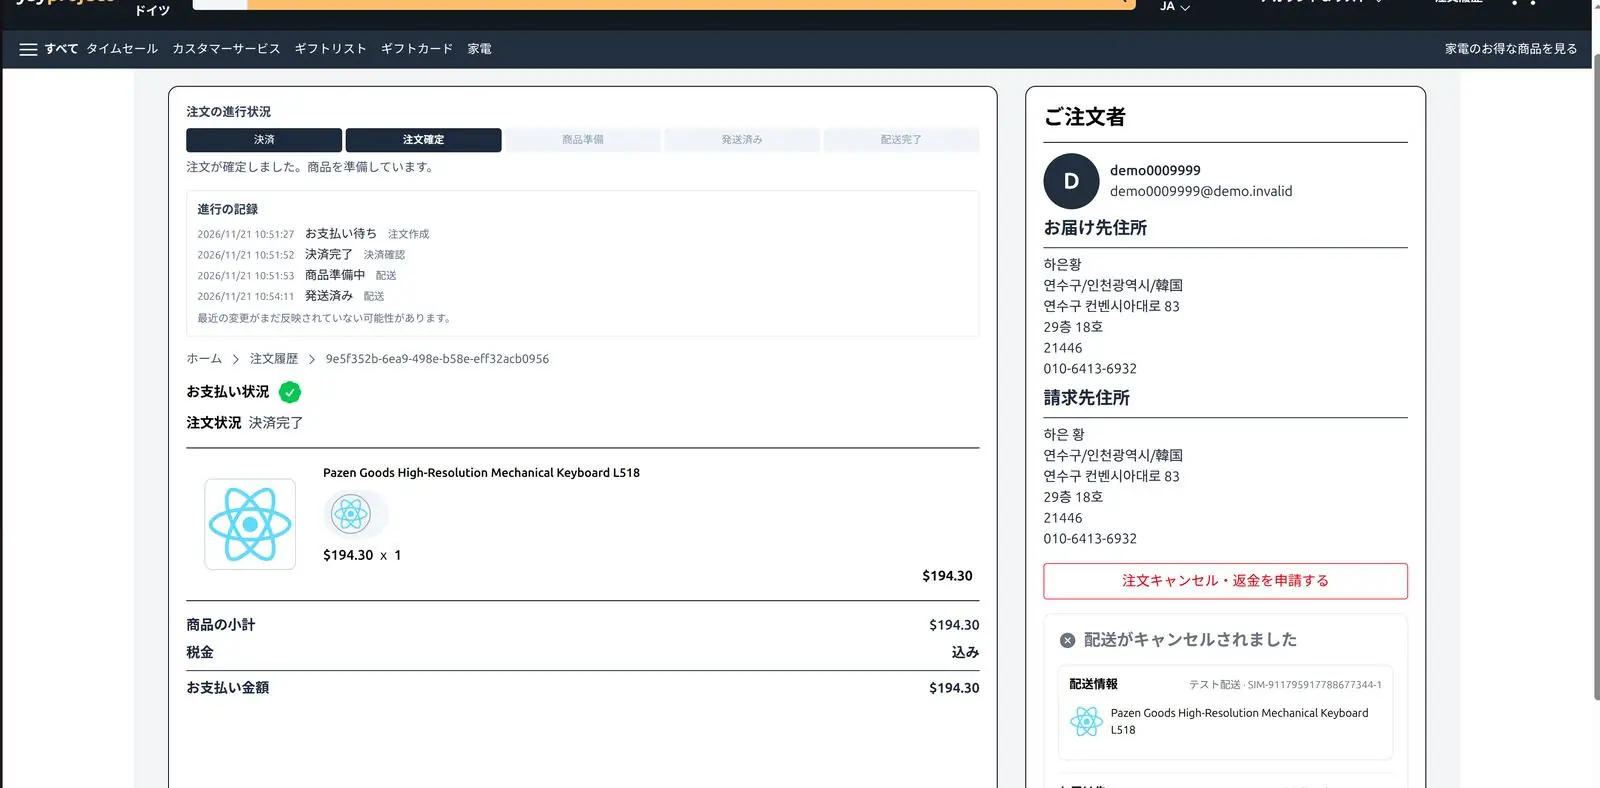 ドイツ
JA
すべて タイムセール カスタマーサービス ギフトリスト ギフトカード 家電
家電のお得な商品を見る
注文の進行状況
決済 注文確定 商品準備 発送済み 配送完了
注文が確定しました。商品を準備しています。
進行の記録
2026/11/21 10:51:27 お支払い待ち 注文作成
2026/11/21 10:51:52 決済完了 決済確認
2026/11/21 10:51:53 商品準備中 配送
2026/11/21 10:54:11 発送済み 配送
最近の変更がまだ反映されていない可能性があります。
ホーム > 注文履歴 > 9e5f352b-6ea9-498e-b58e-eff32acb0956
お支払い状況
注文状況 決済完了
Pazen Goods High-Resolution Mechanical Keyboard L518
$194.30 x 1
$194.30
商品の小計 $194.30
税金 込み
お支払い金額 $194.30
ご注文者
D
demo0009999
demo0009999@demo.invalid
お届け先住所
하은황
연수구/인천광역시/韓国
연수구 컨벤시아대로 83
29층 18호
21446
010-6413-6932
請求先住所
하은 황
연수구/인천광역시/韓国
연수구 컨벤시아대로 83
29층 18호
21446
010-6413-6932
注文キャンセル・返金を申請する
配送がキャンセルされました
配送情報 テスト配送 · SIM-911795917788677344-1
Pazen Goods High-Resolution Mechanical Keyboard
L518